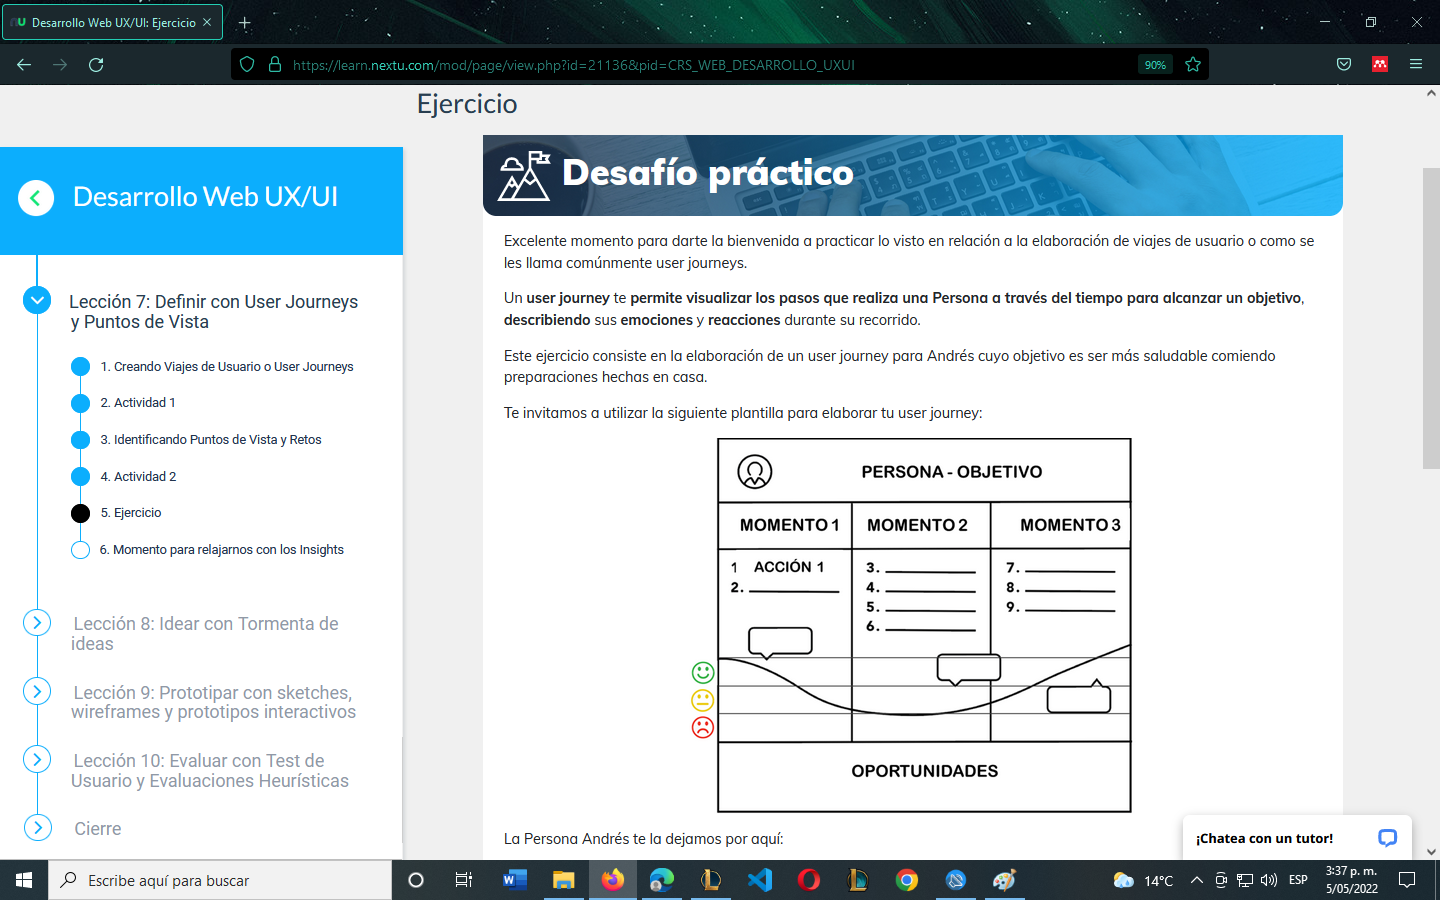 Desarrollo Web UX/UI: Ejercicio
https://learn.nextu.com/mod/page/view.php?id=21136&pid=CRS_WEB_DESARROLLO_UXUI
90%
Ejercicio
Desarrollo Web UX/UI
Lección 7: Definir con User Journeys
y Puntos de Vista
1. Creando Viajes de Usuario o User Journeys
2. Actividad 1
3. Identificando Puntos de Vista y Retos
4. Actividad 2
5. Ejercicio
6. Momento para relajarnos con los Insights
Lección 8: Idear con Tormenta de
ideas
Lección 9: Prototipar con sketches,
wireframes y prototipos interactivos
Lección 10: Evaluar con Test de
Usuario y Evaluaciones Heurísticas
Cierre
Desafío práctico
Excelente momento para darte la bienvenida a practicar lo visto en relación a la elaboración de viajes de usuario o como se
les llama comúnmente user journeys.
Un user journey te permite visualizar los pasos que realiza una Persona a través del tiempo para alcanzar un objetivo,
describiendo sus emociones y reacciones durante su recorrido.
Este ejercicio consiste en la elaboración de un user journey para Andrés cuyo objetivo es ser más saludable comiendo
preparaciones hechas en casa.
Te invitamos a utilizar la siguiente plantilla para elaborar tu user journey:
PERSONA - OBJETIVO
MOMENTO 1 MOMENTO 2 MOMENTO 3
1 ACCIÓN 1
2.
3.
4.
5.
6.
7.
8.
9.
OPORTUNIDADES
La Persona Andrés te la dejamos por aquí:
¡Chatea con un tutor!
Escribe aquí para buscar
14°C
ESP
3:37 p. m.
5/05/2022